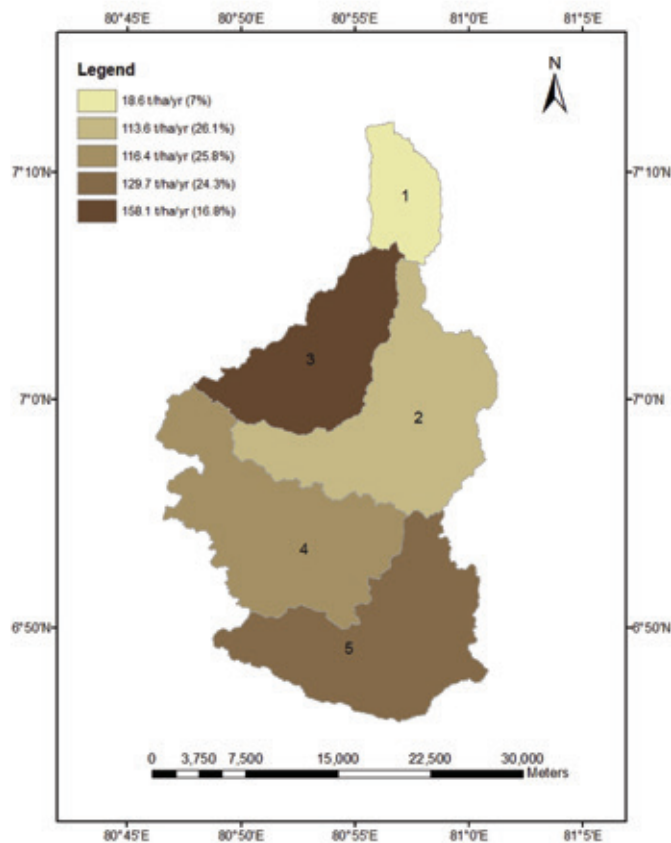 80°45'E 80°50'E 80°55'E 81°0'E 81°5'E
Legend
18.6 t/ha/yr (7%)
113.6 t/ha/yr (26.1%)
116.4 t/ha/yr (25.8%)
129.7 t/ha/yr (24.3%)
158.1 t/ha/yr (16.8%)
N
7°10'N 7°10'N
1
3
7°0'N 7°0'N
2
4
6°50'N 6°50'N
5
0 3,750 7,500 15,000 22,500 30,000
Meters
80°45'E 80°50'E 80°55'E 81°0'E 81°5'E